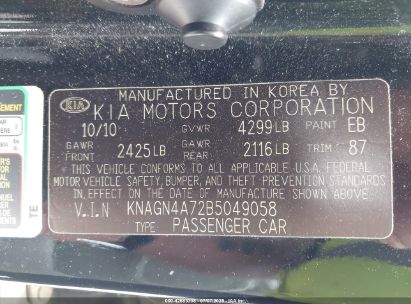 MANUFACTURED IN KOREA BY
KIA KIA MOTORS CORPORATION
10/10 GVWR 4299LB PAINT EB
GAWR FRONT 2425LB GAWR REAR 2116LB TRIM 87
THIS VEHICLE CONFORMS TO ALL APPLICABLE U.S.A. FEDERAL
MOTOR VEHICLE SAFETY, BUMPER, AND THEFT PREVENTION STANDARDS
IN EFFECT ON THE DATE OF MANUFACTURE SHOWN ABOVE.
V.I.N KNAGN4A72B5049058
TYPE PASSENGER CAR